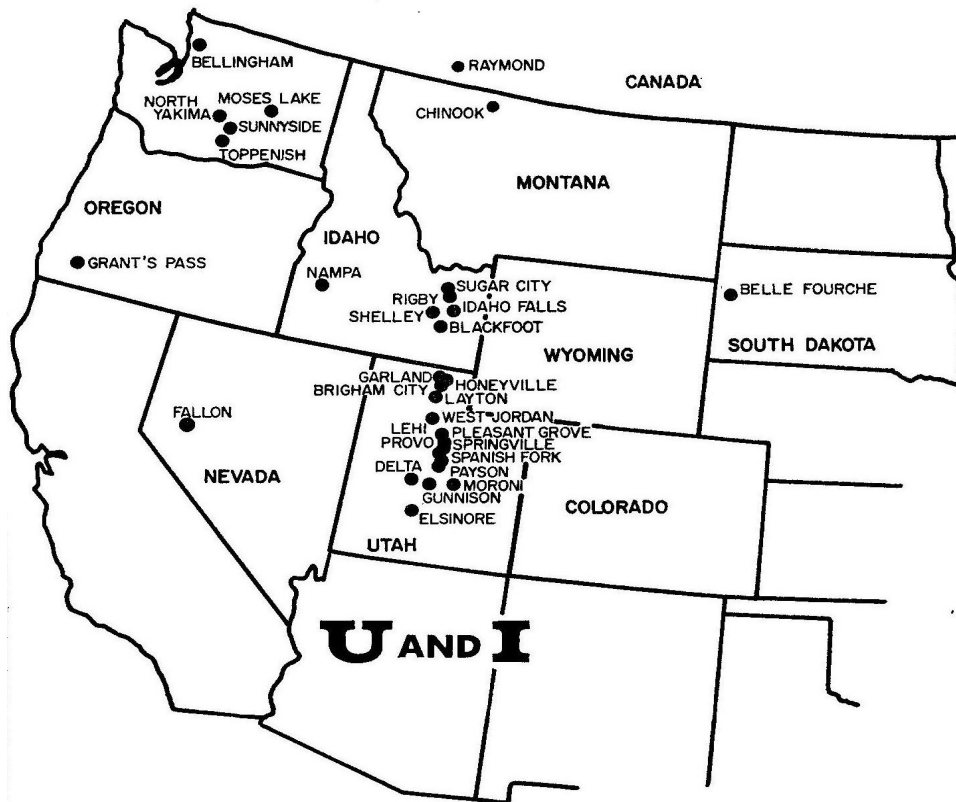 BELLINGHAM
RAYMOND
CANADA
NORTH
YAKIMA
MOSES LAKE
SUNNYSIDE
TOPPENISH
CHINOOK
MONTANA
OREGON
IDAHO
GRANT'S PASS
NAMPA
SUGAR CITY
RIGBY
IDAHO FALLS
SHELLEY
BLACKFOOT
BELLE FOURCHE
WYOMING
SOUTH DAKOTA
GARLAND
HONEYVILLE
BRIGHAM CITY
LAYTON
FALLON
WEST JORDAN
LEHI
PLEASANT GROVE
PROVO
SPRINGVILLE
SPANISH FORK
DELTA
PAYSON
NEVADA
MORONI
GUNNISON
ELSINORE
COLORADO
UTAH
U AND I